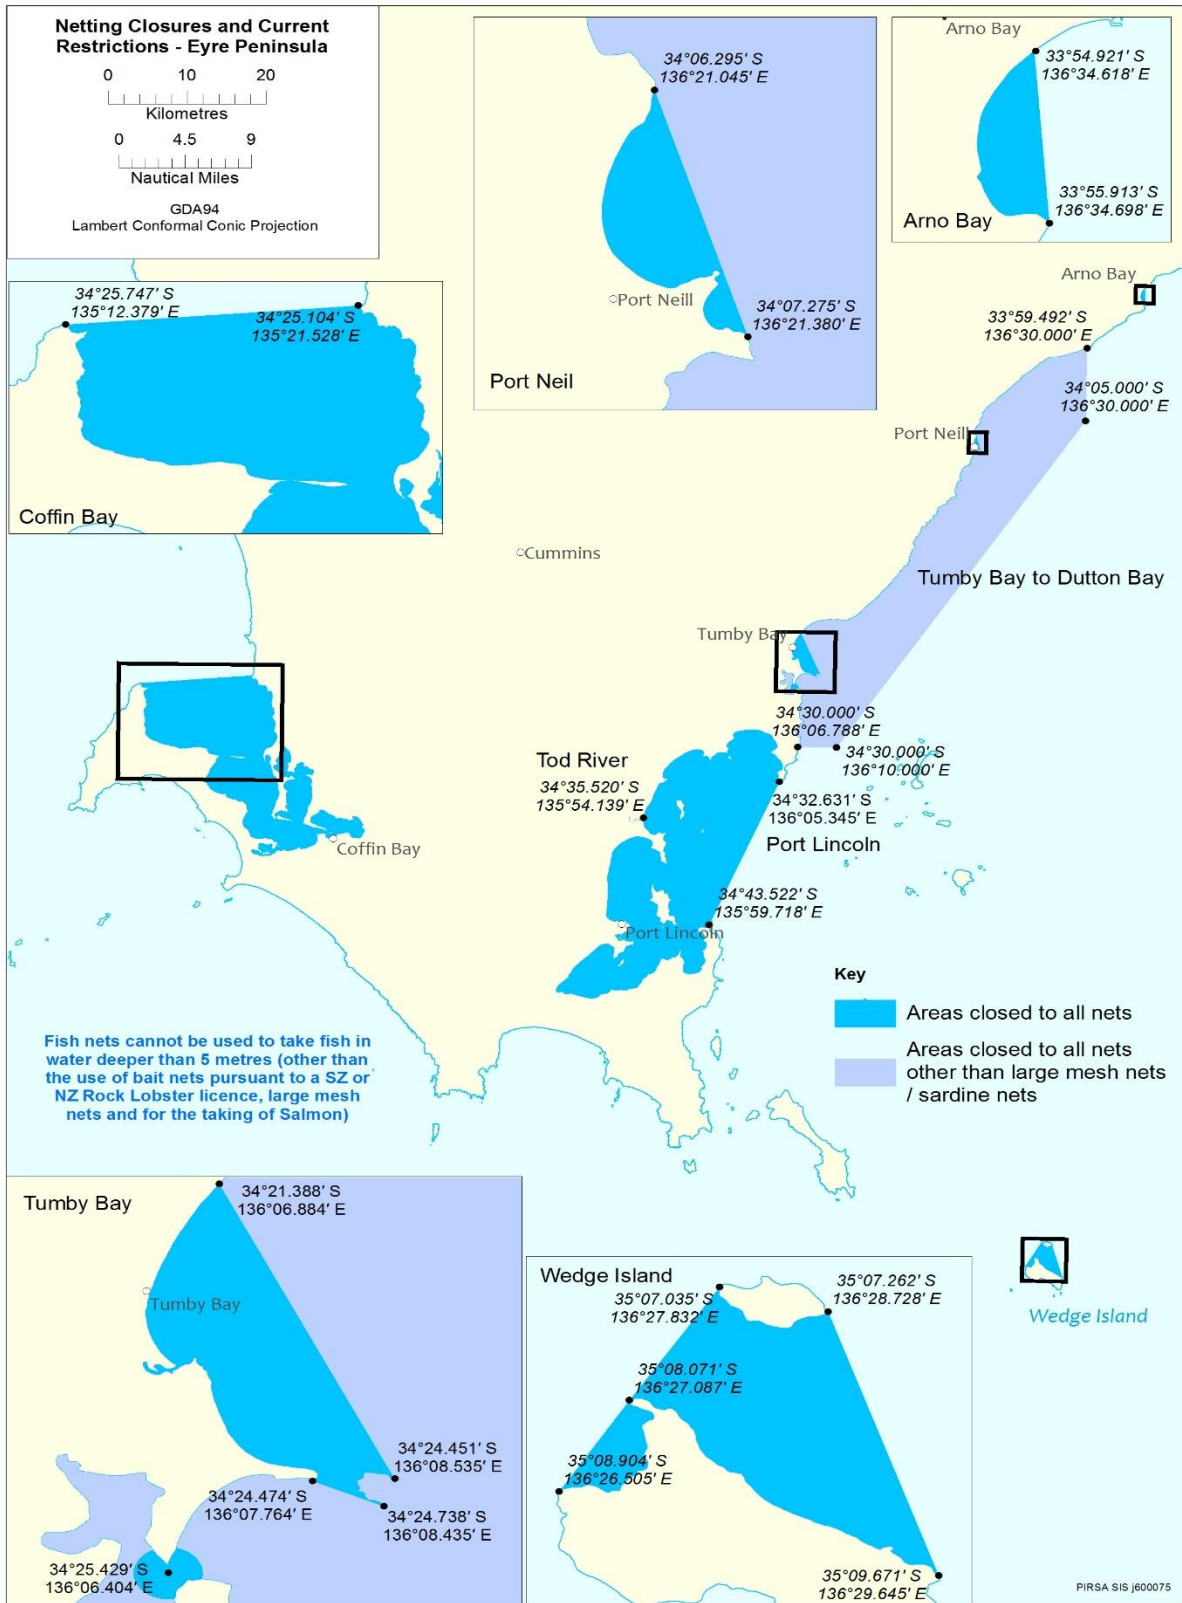 Netting Closures and Current
Restrictions - Eyre Peninsula
0 10 20
Kilometres
0 4.5 9
Nautical Miles
GDA94
Lambert Conformal Conic Projection
34°06.295' S
136°21.045' E
Port Neill
34°07.275' S
136°21.380' E
Port Neil
Arno Bay
33°54.921' S
136°34.618' E
33°55.913' S
136°34.698' E
Arno Bay
34°25.747' S
135°12.379' E
34°25.104' S
135°21.528' E
Coffin Bay
Arno Bay
33°59.492' S
136°30.000' E
34°05.000' S
136°30.000' E
Port Neill
Cummins
Tumby Bay to Dutton Bay
Tumby Bay
34°30.000' S
136°06.788' E
34°30.000' S
136°10.000' E
Tod River
34°35.520' S
135°54.139' E
34°32.631' S
136°05.345' E
Port Lincoln
Coffin Bay
34°43.522' S
135°59.718' E
Port Lincoln
Key
Areas closed to all nets
Areas closed to all nets
other than large mesh nets
/ sardine nets
Fish nets cannot be used to take fish in
water deeper than 5 metres (other than
the use of bait nets pursuant to a SZ or
NZ Rock Lobster licence, large mesh
nets and for the taking of Salmon)
Wedge Island
Tumby Bay
34°21.388' S
136°06.884' E
Tumby Bay
34°24.451' S
136°08.535' E
34°24.474' S
136°07.764' E
34°24.738' S
136°08.435' E
34°25.429' S
136°06.404' E
Wedge Island
35°07.035' S
136°27.832' E
35°07.262' S
136°28.728' E
35°08.071' S
136°27.087' E
35°08.904' S
136°26.505' E
35°09.671' S
136°29.645' E
PIRSA SIS j600075